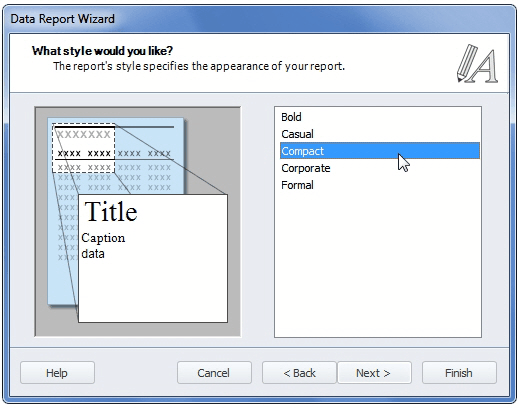 Data Report Wizard
What style would you like?
The report's style specifies the appearance of your report.
A
xxxxxxx
xxxx xxxx xxxx xxxx
xxxx xxxx xxxx xxxx
Title
Caption
data
Bold
Casual
Compact
Corporate
Formal
Help
Cancel
< Back
Next >
Finish